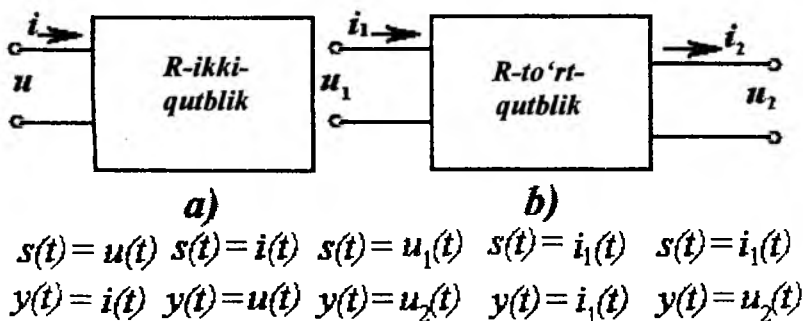 i i₁ i₂
R-ikki-
qutblik
R-to‘rt-
qutblik
u u₁ u₂
a) b)
s(t)= u(t) s(t)= i(t) s(t)= u₁(t) s(t)= i₁(t) s(t)= i₁(t)
y(t)= i(t) y(t)= u(t) y(t)= u₂(t) y(t)= i₁(t) y(t)= u₂(t)